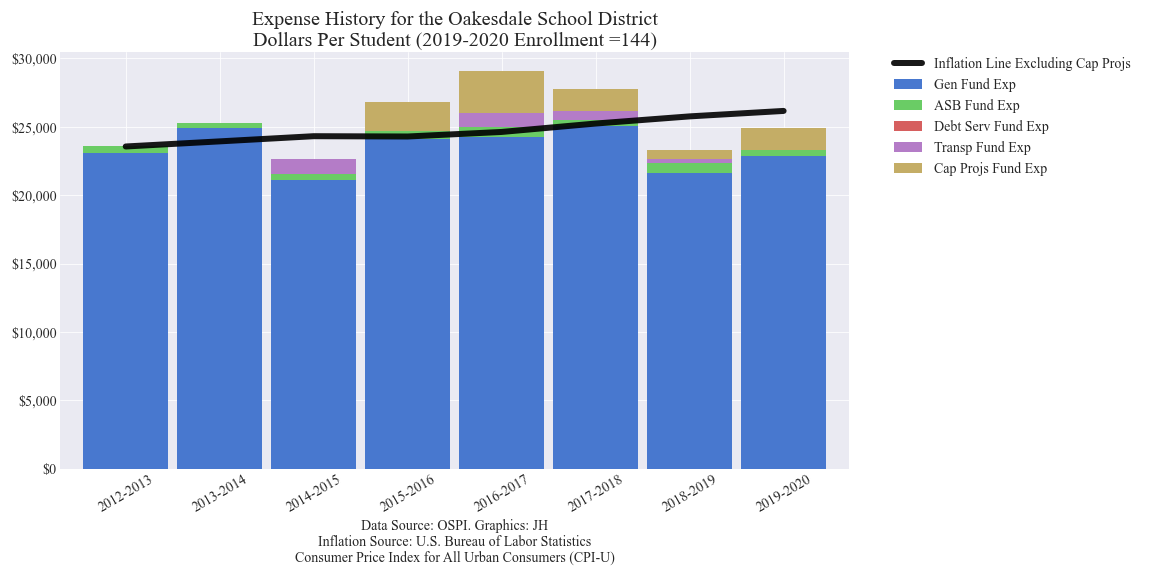 Expense History for the Oakesdale School District
Dollars Per Student (2019-2020 Enrollment =144)
$30,000
$25,000
$20,000
$15,000
$10,000
$5,000
$0
2012-2013
2013-2014
2014-2015
2015-2016
2016-2017
2017-2018
2018-2019
2019-2020
Inflation Line Excluding Cap Projs
Gen Fund Exp
ASB Fund Exp
Debt Serv Fund Exp
Transp Fund Exp
Cap Projs Fund Exp
Data Source: OSPI. Graphics: JH
Inflation Source: U.S. Bureau of Labor Statistics
Consumer Price Index for All Urban Consumers (CPI-U)